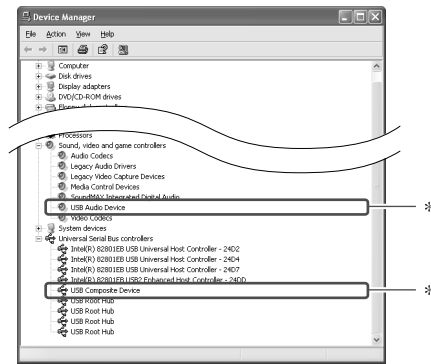 Device Manager
File Action View Help
Computer
Disk drives
Display adapters
DVD/CD-ROM drives
Floppy disk controllers
Processors
Sound, video and game controllers
Audio Codecs
Legacy Audio Drivers
Legacy Video Capture Devices
Media Control Devices
SoundMAX Integrated Digital Audio
USB Audio Device
*
Video Codecs
System devices
Universal Serial Bus controllers
Intel(R) 82801EB USB Universal Host Controller - 24D2
Intel(R) 82801EB USB Universal Host Controller - 24D4
Intel(R) 82801EB USB Universal Host Controller - 24D7
Intel(R) 82801EB USB2 Enhanced Host Controller - 24DD
USB Composite Device
*
USB Root Hub
USB Root Hub
USB Root Hub
USB Root Hub